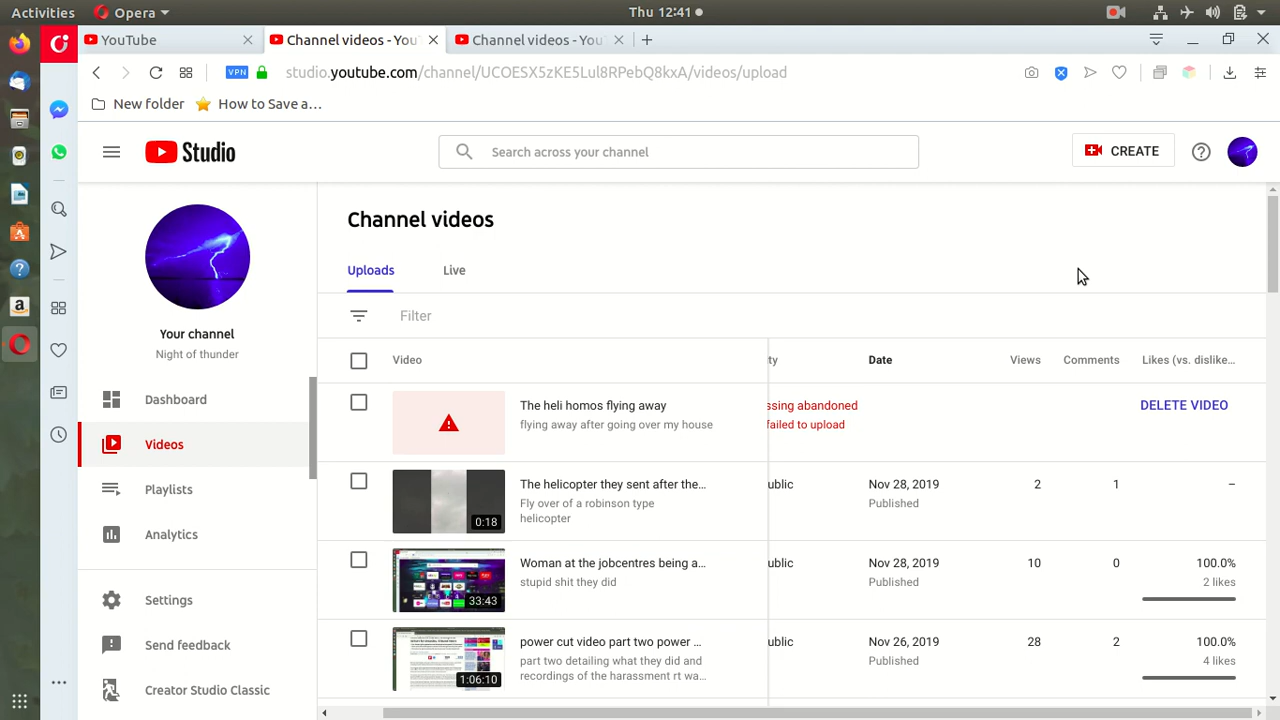 Activities Opera Thu 12:41
YouTube Channel videos - You Channel videos - You
VPN studio.youtube.com/channel/UCOESX5zKE5Lul8RPebQ8kxA/videos/upload
New folder How to Save a...
Studio Search across your channel CREATE
Your channel
Night of thunder
Dashboard
Videos
Playlists
Analytics
Settings
Send feedback
Creator Studio Classic
Channel videos
Uploads Live
Filter
Video ty Date Views Comments Likes (vs. dislike...
The heli homos flying away ssing abandoned DELETE VIDEO
flying away after going over my house failed to upload
The helicopter they sent after the... ublic Nov 28, 2019 2 1 –
Fly over of a robinson type Published
helicopter
0:18
Woman at the jobcentres being a... ublic Nov 28, 2019 10 0 100.0%
stupid shit they did Published 2 likes
33:43
power cut video part two power ... ublic Nov 26, 2019 28 2 100.0%
part two detailing what they did... Published 4 likes
recordings of the harassment it wa...
1:06:10